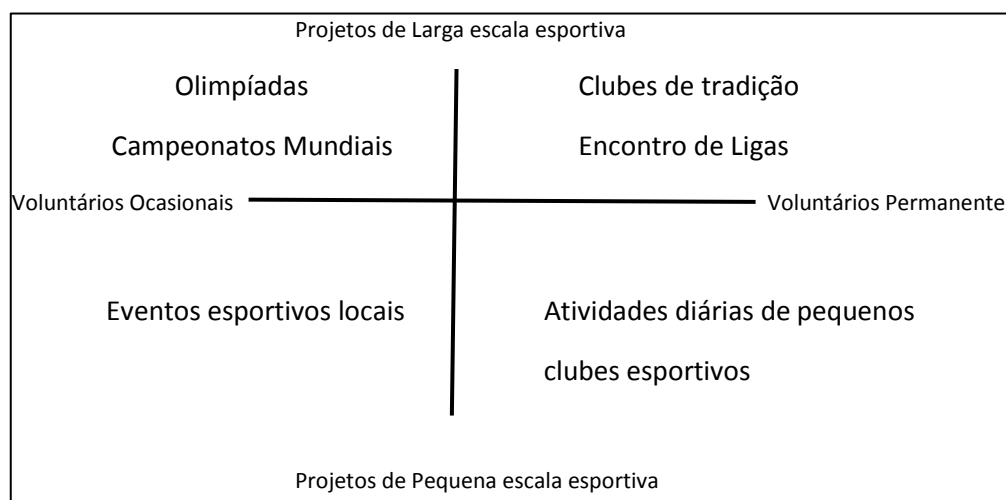 Projetos de Larga escala esportiva
Olimpíadas
Clubes de tradição
Campeonatos Mundiais
Encontro de Ligas
Voluntários Ocasionais
Voluntários Permanente
Eventos esportivos locais
Atividades diárias de pequenos
clubes esportivos
Projetos de Pequena escala esportiva